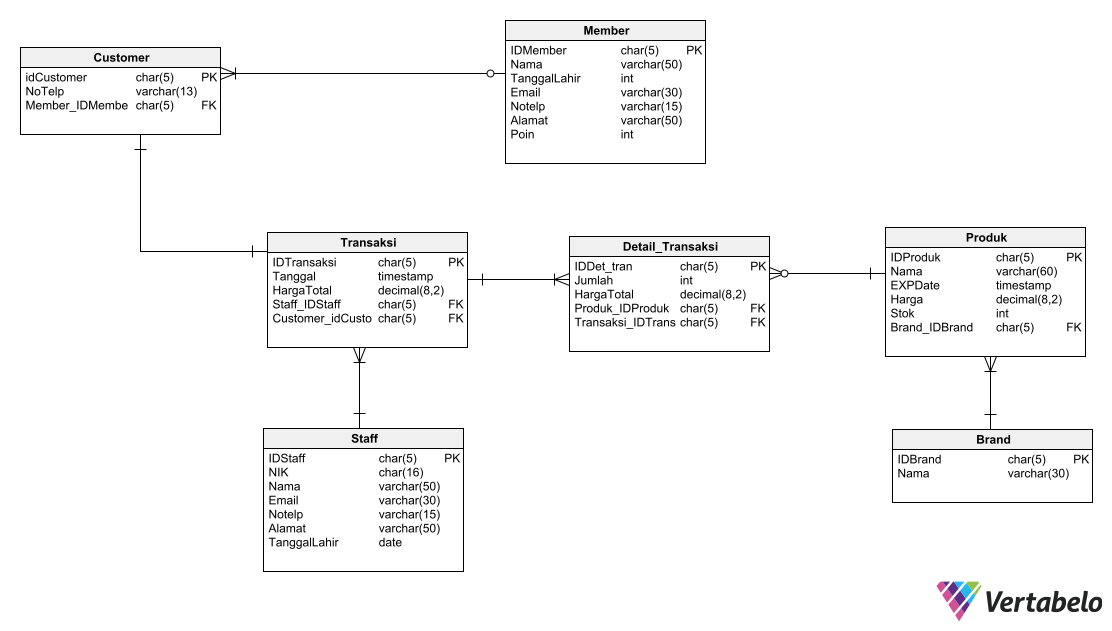 Customer
idCustomer char(5) PK
NoTelp varchar(13)
Member_IDMembe char(5) FK
Member
IDMember char(5) PK
Nama varchar(50)
TanggalLahir int
Email varchar(30)
Notelp varchar(15)
Alamat varchar(50)
Poin int
Transaksi
IDTransaksi char(5) PK
Tanggal timestamp
HargaTotal decimal(8,2)
Staff_IDStaff char(5) FK
Customer_idCusto char(5) FK
Detail_Transaksi
IDDet_tran char(5) PK
Jumlah int
HargaTotal decimal(8,2)
Produk_IDProduk char(5) FK
Transaksi_IDTrans char(5) FK
Produk
IDProduk char(5) PK
Nama varchar(60)
EXPDate timestamp
Harga decimal(8,2)
Stok int
Brand_IDBrand char(5) FK
Staff
IDStaff char(5) PK
NIK char(16)
Nama varchar(50)
Email varchar(30)
Notelp varchar(15)
Alamat varchar(50)
TanggalLahir date
Brand
IDBrand char(5) PK
Nama varchar(30)
Vertabelo